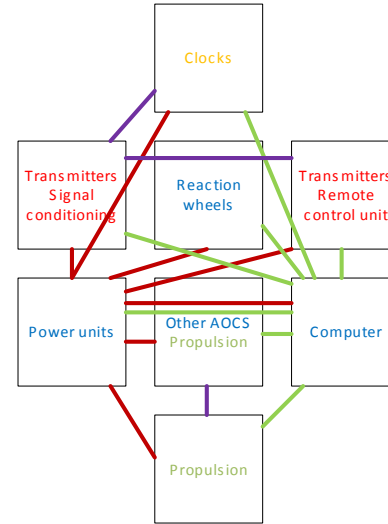 Clocks
Transmitters
Signal
conditioning
Reaction
wheels
Transmitters
Remote
control unit
Power units
Other AOCS
Propulsion
Computer
Propulsion